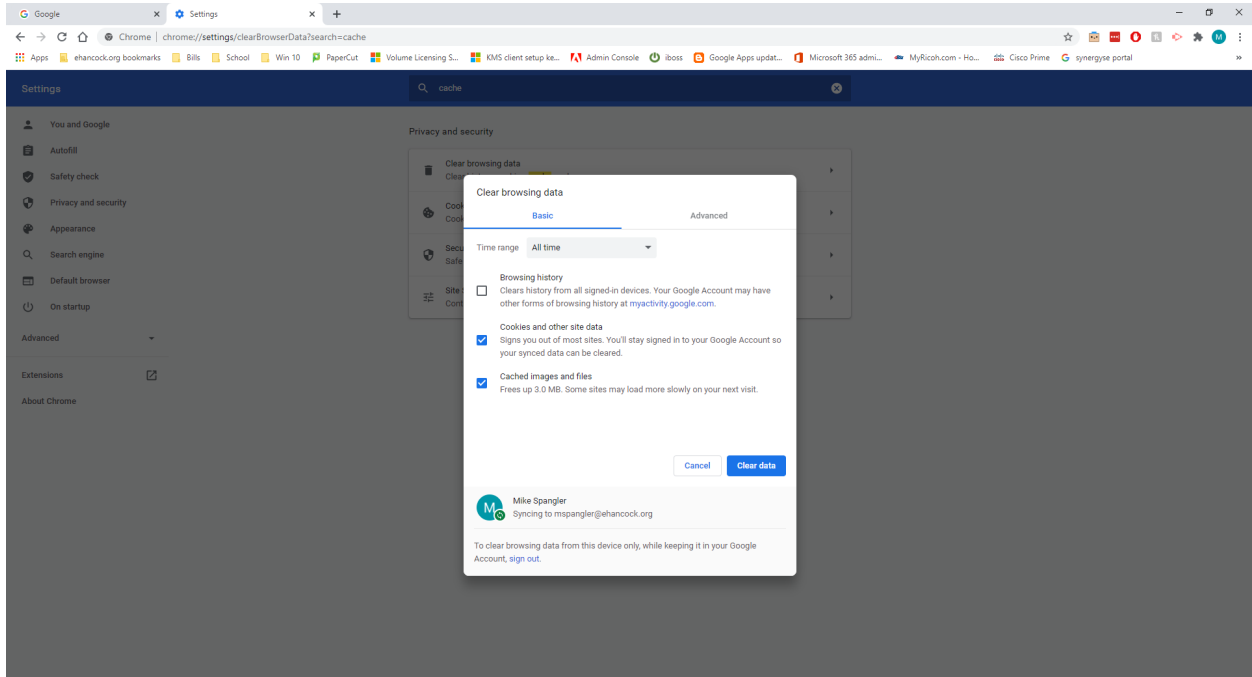 Google
Settings
Chrome | chrome://settings/clearBrowserData?search=cache
Apps ehancock.org bookmarks Bills School Win 10 PaperCut Volume Licensing S... KMS client setup ke... Admin Console iboss Google Apps updat... Microsoft 365 admi... MyRicoh.com - Ho... Cisco Prime synergyse portal »
Settings
cache
You and Google
Autofill
Safety check
Privacy and security
Appearance
Search engine
Default browser
On startup
Advanced
Extensions
About Chrome
Privacy and security
Clear browsing data
Clear
Cook
Cook
Secu
Safe
Site
Cont
Clear browsing data
Basic Advanced
Time range All time
Browsing history
Clears history from all signed-in devices. Your Google Account may have
other forms of browsing history at myactivity.google.com.
Cookies and other site data
Signs you out of most sites. You'll stay signed in to your Google Account so
your synced data can be cleared.
Cached images and files
Frees up 3.0 MB. Some sites may load more slowly on your next visit.
Cancel Clear data
M
Mike Spangler
Syncing to mspangler@ehancock.org
To clear browsing data from this device only, while keeping it in your Google
Account, sign out.